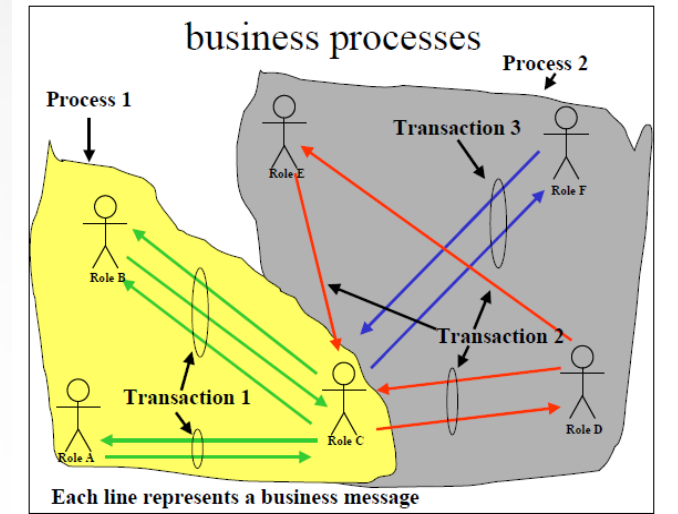 business processes
Process 2
Process 1
Transaction 3
Role E
Role F
Role B
Transaction 2
Transaction 1
Role D
Role C
Role A
Each line represents a business message